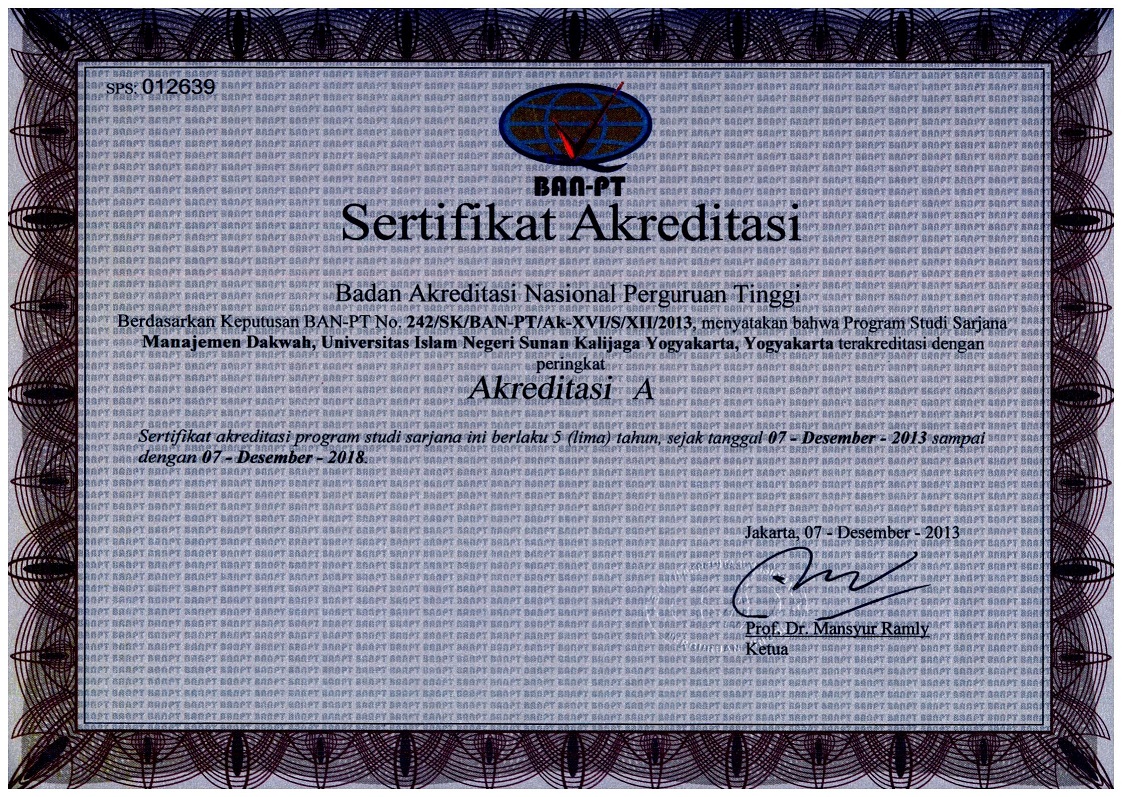 SPS: 012639
BAN-PT
Sertifikat Akreditasi
Badan Akreditasi Nasional Perguruan Tinggi
Berdasarkan Keputusan BAN-PT No. 242/SK/BAN-PT/Ak-XVI/S/XII/2013, menyatakan bahwa Program Studi Sarjana
Manajemen Dakwah, Universitas Islam Negeri Sunan Kalijaga Yogyakarta, Yogyakarta terakreditasi dengan
peringkat
Akreditasi A
Sertifikat akreditasi program studi sarjana ini berlaku 5 (lima) tahun, sejak tanggal 07 - Desember - 2013 sampai
dengan 07 - Desember - 2018.
Jakarta, 07 - Desember - 2013
Prof. Dr. Mansyur Ramly
Ketua